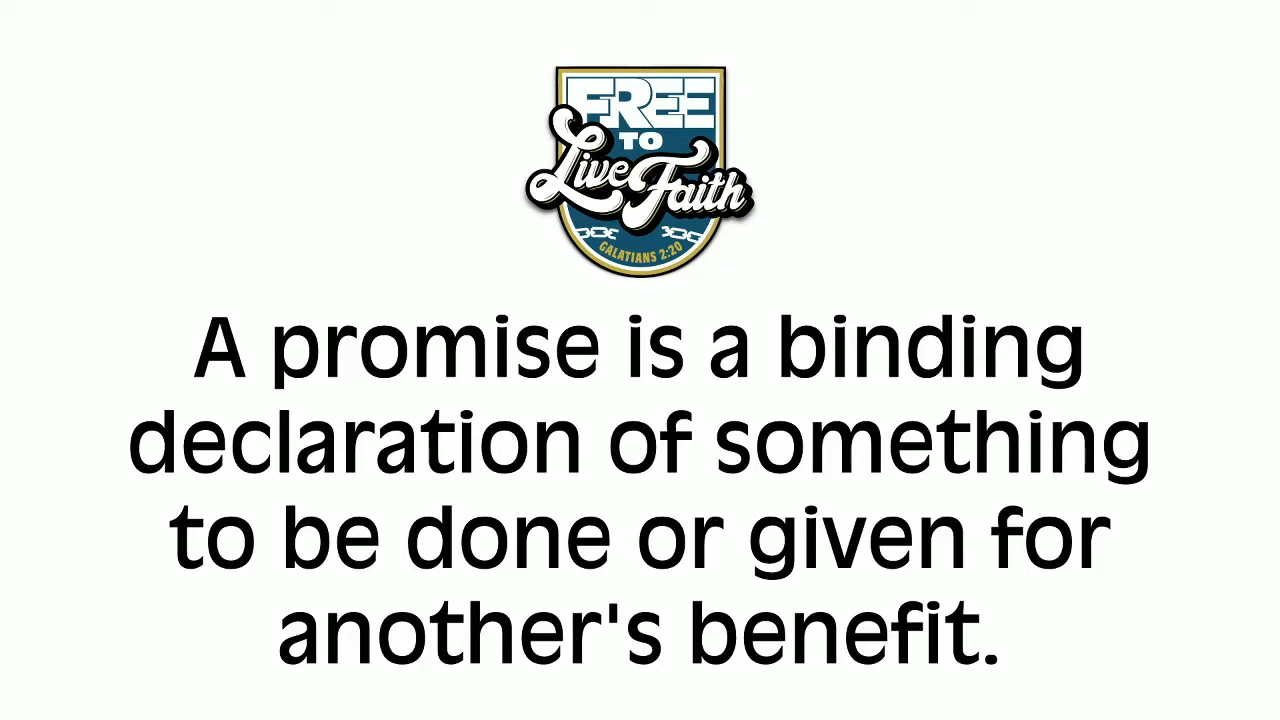 FREE
TO
Live Faith
GALATIANS 2:20
A promise is a binding
declaration of something
to be done or given for
another's benefit.